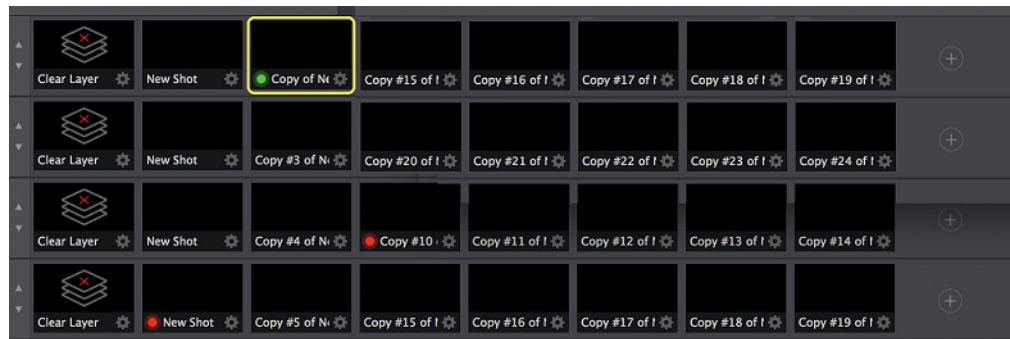 Clear Layer New Shot Copy of Ne Copy #15 of Copy #16 of Copy #17 of Copy #18 of Copy #19 of
Clear Layer New Shot Copy #3 of Ne Copy #20 of Copy #21 of Copy #22 of Copy #23 of Copy #24 of
Clear Layer New Shot Copy #4 of Ne Copy #10 Copy #11 of Copy #12 of Copy #13 of Copy #14 of
Clear Layer New Shot Copy #5 of Ne Copy #15 of Copy #16 of Copy #17 of Copy #18 of Copy #19 of